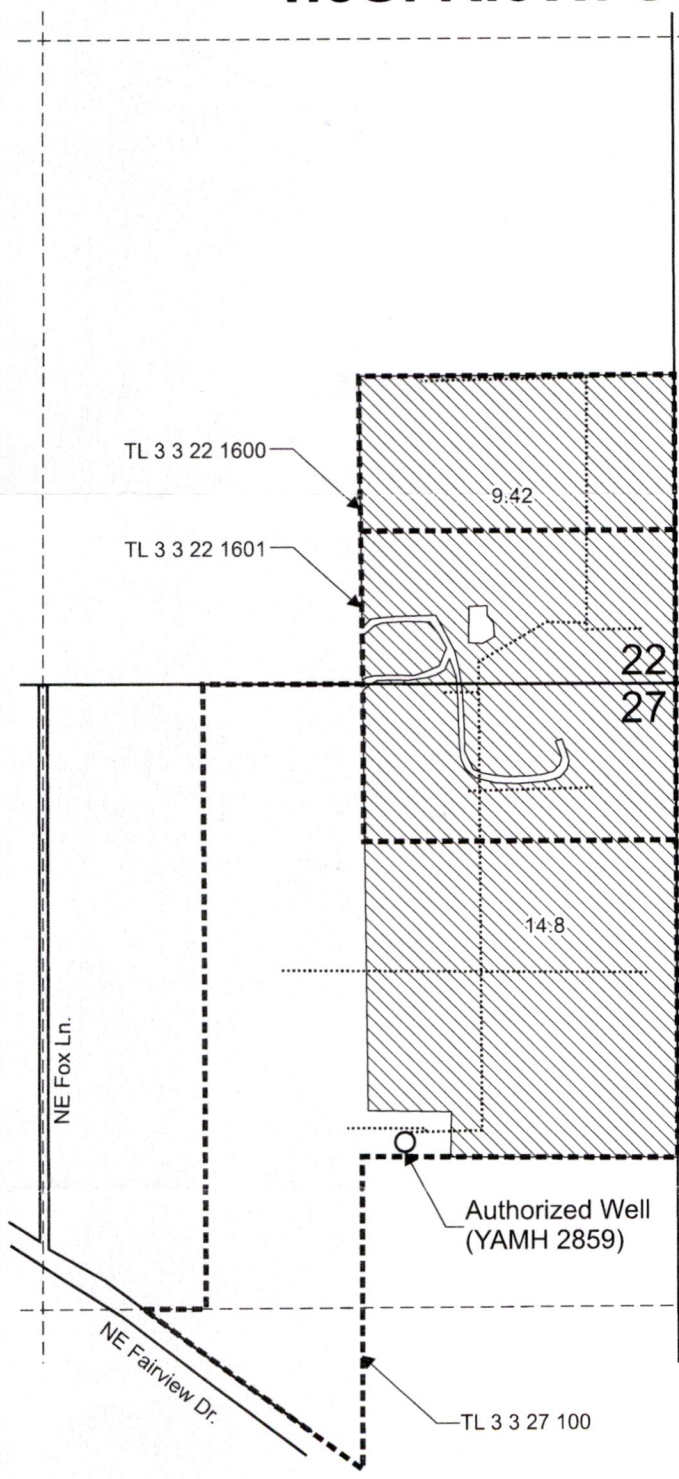 TL 3 3 22 1600
9.42
TL 3 3 22 1601
22
27
14.8
NE Fox Ln.
Authorized Well
(YAMH 2859)
NE Fairview Dr.
TL 3 3 27 100